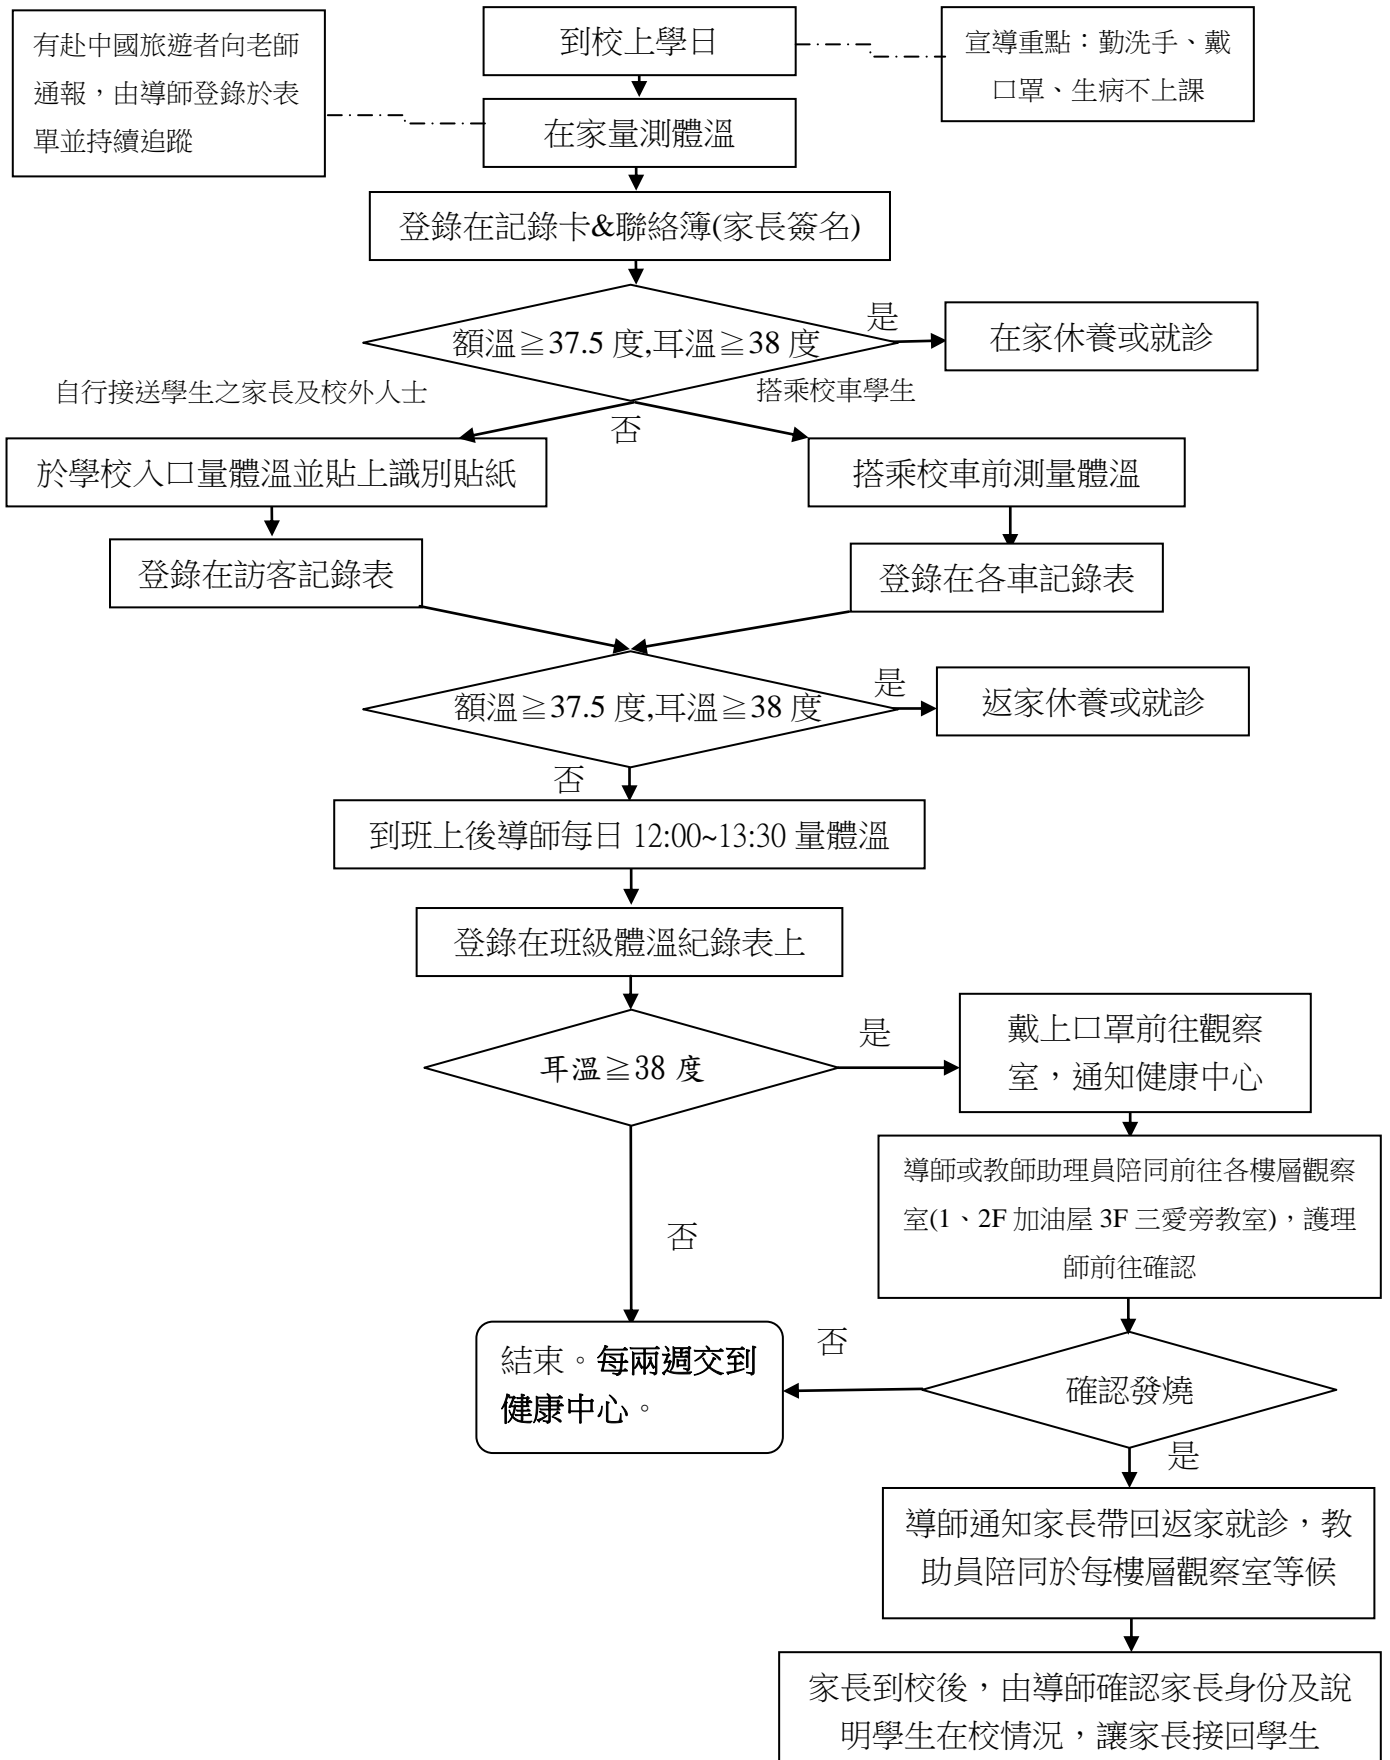 有赴中國旅遊者向老師
通報，由導師登錄於表
單並持續追蹤
到校上學日
宣導重點：勤洗手、戴
口罩、生病不上課
在家量測體溫
登錄在記錄卡&聯絡簿(家長簽名)
額溫≧37.5 度,耳溫≧38 度
是
在家休養或就診
自行接送學生之家長及校外人士
否
搭乘校車學生
於學校入口量體溫並貼上識別貼紙
搭乘校車前測量體溫
登錄在訪客記錄表
登錄在各車記錄表
額溫≧37.5 度,耳溫≧38 度
是
返家休養或就診
否
到班上後導師每日 12:00~13:30 量體溫
登錄在班級體溫紀錄表上
耳溫≧38 度
是
戴上口罩前往觀察
室，通知健康中心
導師或教師助理員陪同前往各樓層觀察
室(1、2F 加油屋 3F 三愛旁教室)，護理
師前往確認
否
結束。每兩週交到
健康中心。
否
確認發燒
是
導師通知家長帶回返家就診，教
助員陪同於每樓層觀察室等候
家長到校後，由導師確認家長身份及說
明學生在校情況，讓家長接回學生